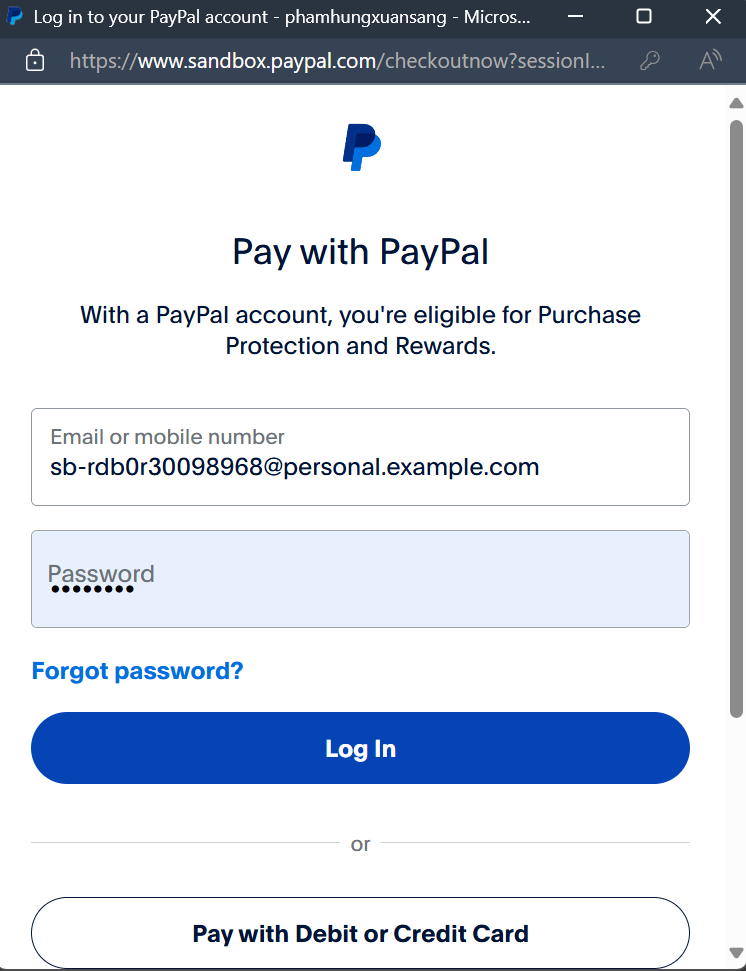 Log in to your PayPal account - phamhungxuansang - Micros...
https://www.sandbox.paypal.com/checkoutnow?sessionI...
Pay with PayPal
With a PayPal account, you're eligible for Purchase
Protection and Rewards.
Email or mobile number
sb-rdb0r30098968@personal.example.com
Password
••••••••
Forgot password?
Log In
or
Pay with Debit or Credit Card